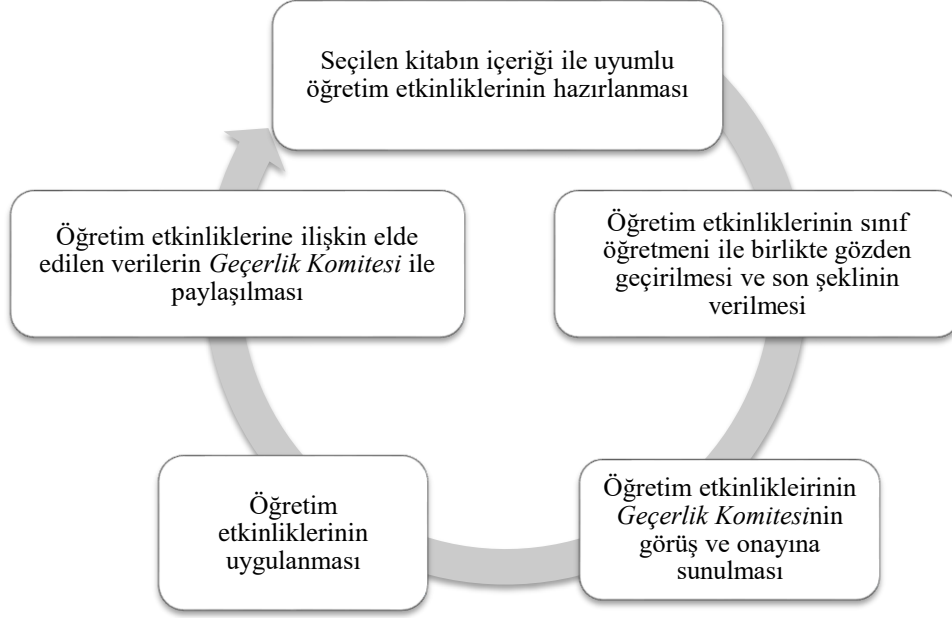 Seçilen kitabın içeriği ile uyumlu
öğretim etkinliklerinin hazırlanması
Öğretim etkinliklerinin sınıf
öğretmeni ile birlikte gözden
geçirilmesi ve son şeklinin
verilmesi
Öğretim etkinlikleirinin
Geçerlik Komitesinin
görüş ve onayına
sunulması
Öğretim
etkinliklerinin
uygulanması
Öğretim etkinliklerine ilişkin elde
edilen verilerin Geçerlik Komitesi ile
paylaşılması